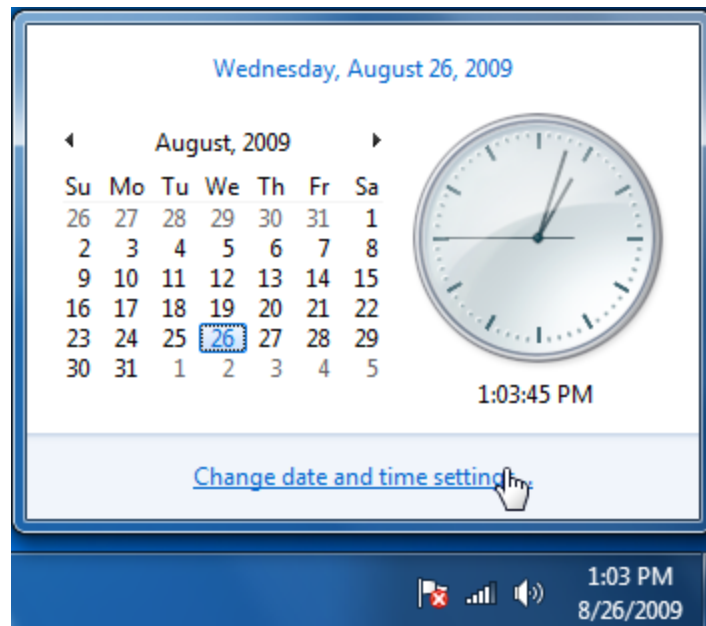 Wednesday, August 26, 2009
August, 2009
Su Mo Tu We Th Fr Sa
26 27 28 29 30 31 1
2 3 4 5 6 7 8
9 10 11 12 13 14 15
16 17 18 19 20 21 22
23 24 25 26 27 28 29
30 31 1 2 3 4 5
1:03:45 PM
Change date and time settings...
1:03 PM
8/26/2009